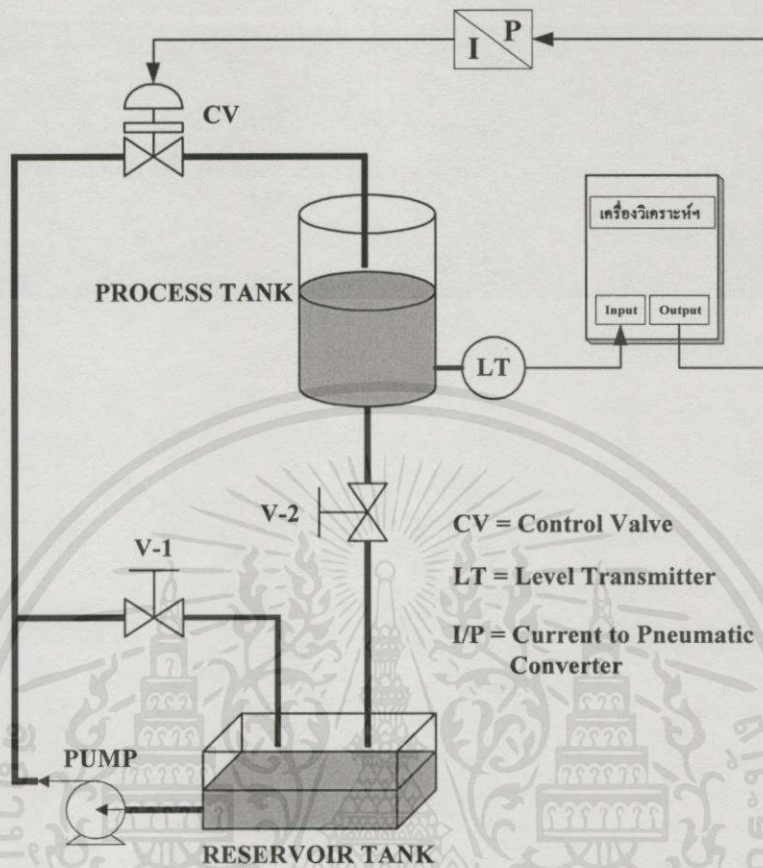 I P
CV
เครื่องวิเคราะห์ฯ
Input Output
PROCESS TANK
LT
V-2
CV = Control Valve
V-1
LT = Level Transmitter
I/P = Current to Pneumatic
Converter
PUMP
RESERVOIR TANK